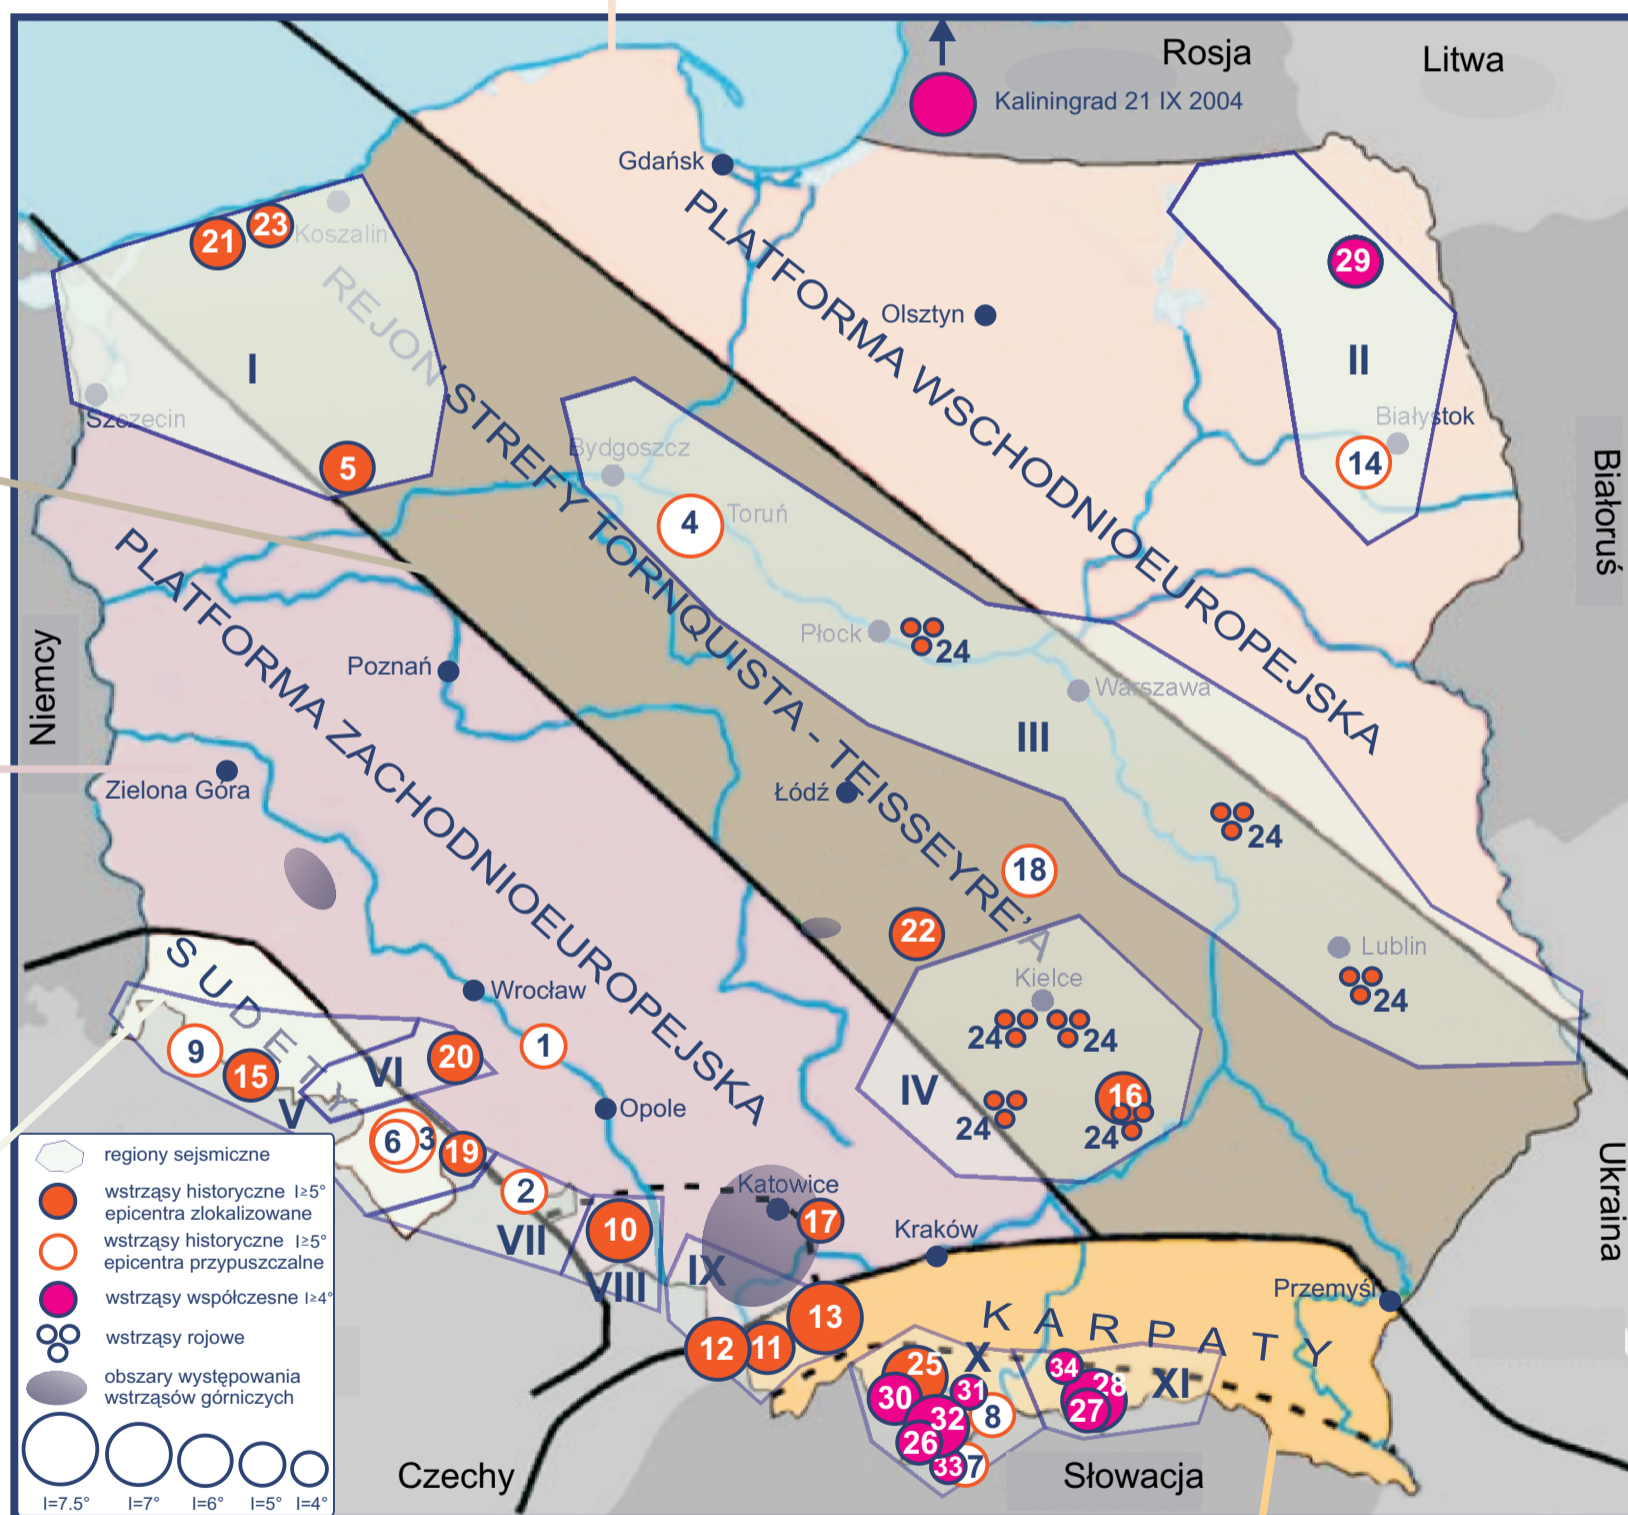 Rosja
Litwa
Kaliningrad 21 IX 2004
Gdańsk
PLATFORMA WSCHODNIOEUROPEJSKA
21
23
Koszalin
29
REJON STREFY TORNQUISTA - TEISSEYRE'A
Olsztyn
I
II
Szczecin
Białystok
Bydgoszcz
5
14
Białoruś
4
Toruń
PLATFORMA ZACHODNIOEUROPEJSKA
Płock
24
Niemcy
Poznań
Warszawa
III
Zielona Góra
Łódź
24
18
22
SUDETY
Lublin
Kielce
24
Wrocław
24
24
9
15
VI
20
1
IV
16
V
Opole
24
24
6
3
19
2
Katowice
Ukraina
10
17
Kraków
VII
VIII
IX
Przemyśl
13
KARPATY
12
11
25
X
34
28
XI
30
31
27
32
8
26
33
7
Czechy
Słowacja
regiony sejsmiczne
wstrząsy historyczne I≥5°
epicentra zlokalizowane
wstrząsy historyczne I≥5°
epicentra przypuszczalne
wstrząsy współczesne I≥4°
wstrząsy rojowe
obszary występowania
wstrząsów górniczych
I=7.5° I=7° I=6° I=5° I=4°